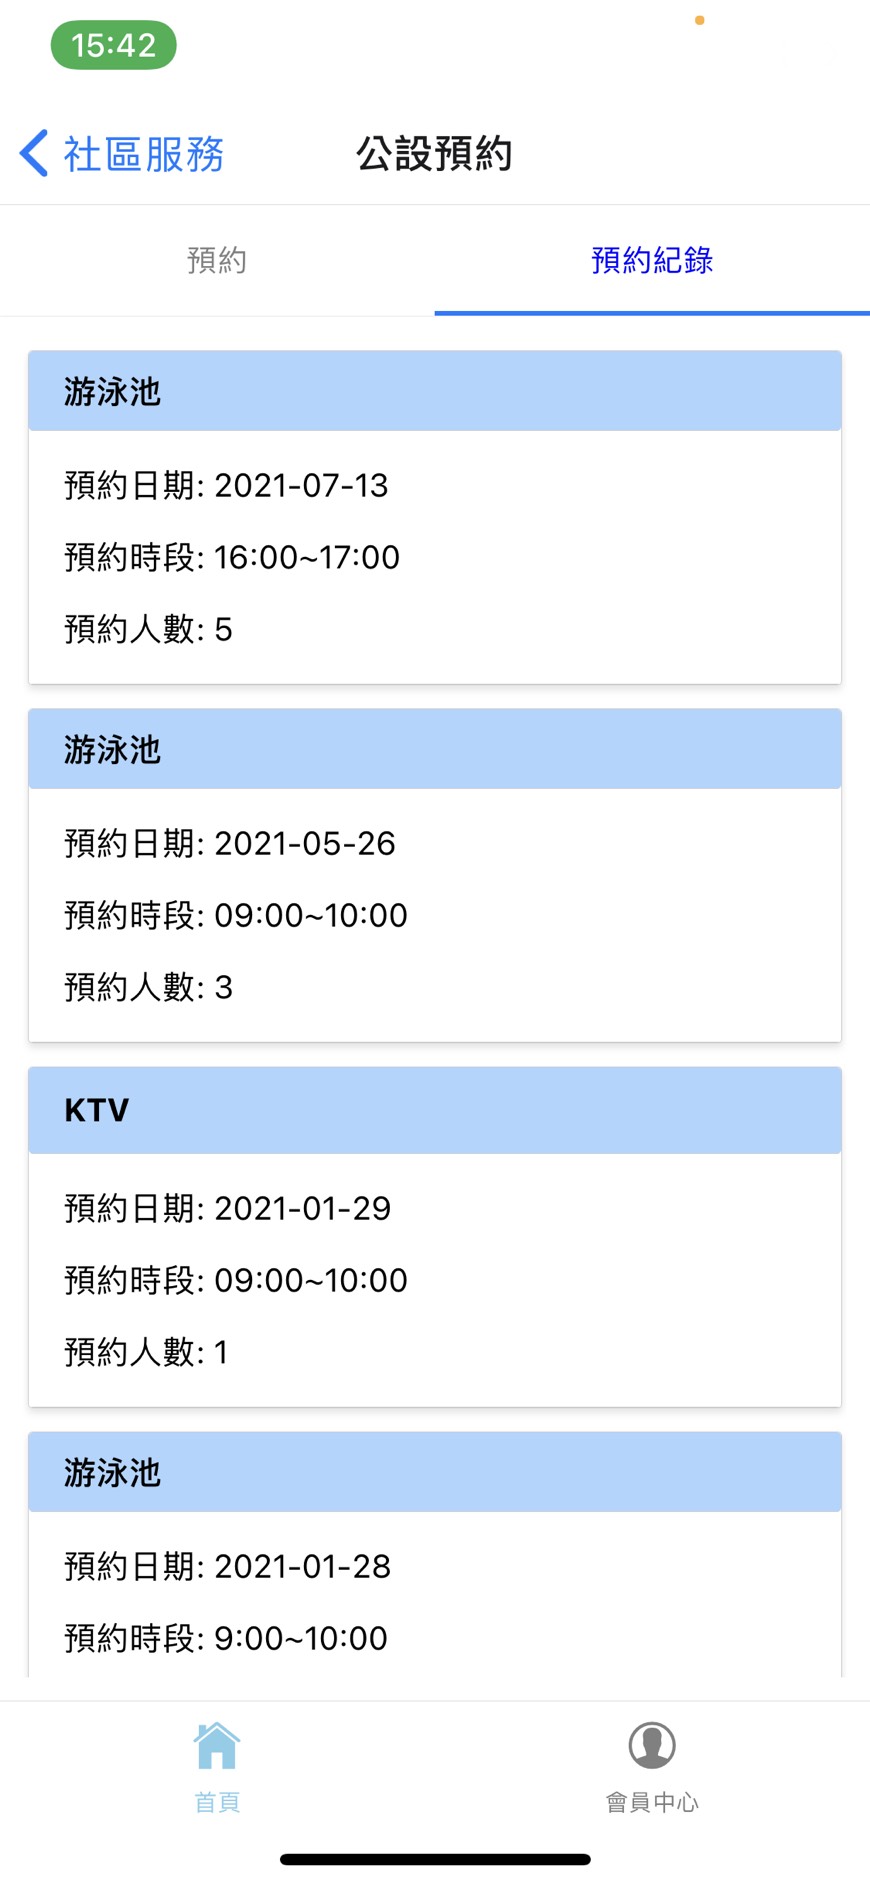 15:42
社區服務
公設預約
預約
預約紀錄
游泳池
預約日期: 2021-07-13
預約時段: 16:00~17:00
預約人數: 5
游泳池
預約日期: 2021-05-26
預約時段: 09:00~10:00
預約人數: 3
KTV
預約日期: 2021-01-29
預約時段: 09:00~10:00
預約人數: 1
游泳池
預約日期: 2021-01-28
預約時段: 9:00~10:00
首頁
會員中心